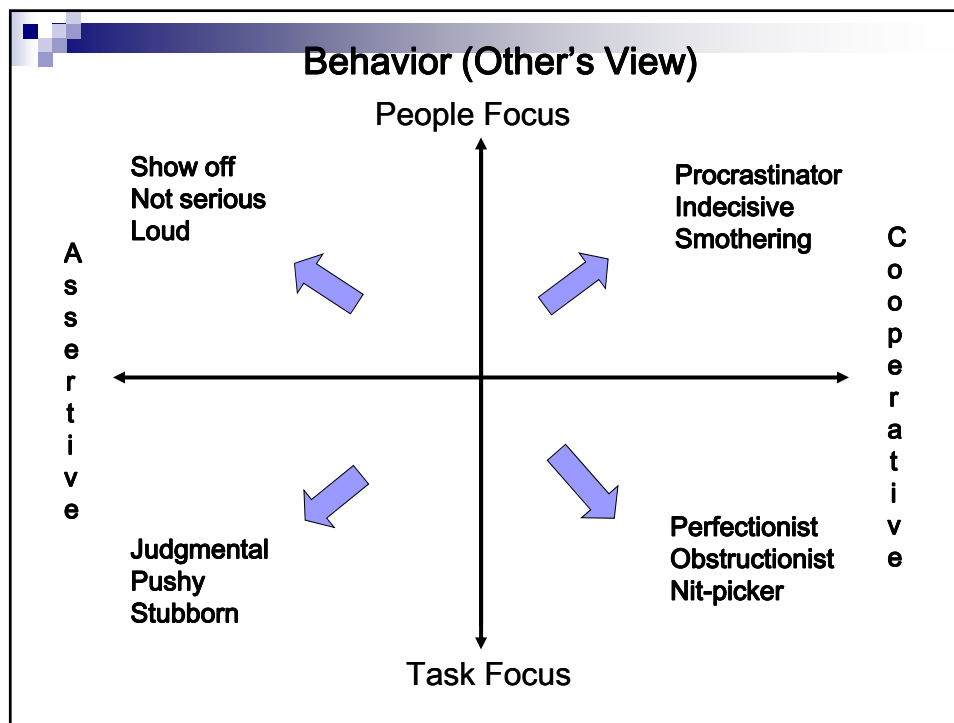 Behavior (Other's View)
People Focus
Show off
Not serious
Loud
Procrastinator
Indecisive
Smothering
Assertive
Cooperative
Judgmental
Pushy
Stubborn
Perfectionist
Obstructionist
Nit-picker
Task Focus